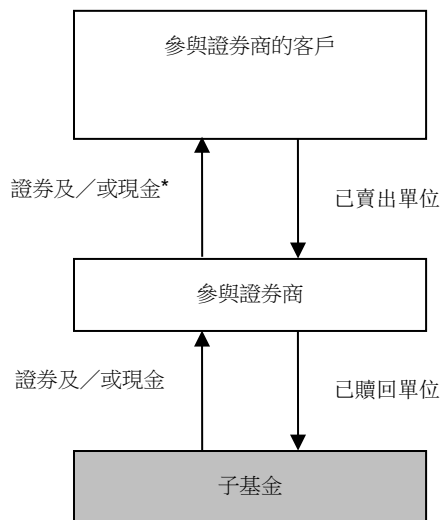 參與證券商的客戶
證券及／或現金*
已賣出單位
參與證券商
證券及／或現金
已贖回單位
子基金